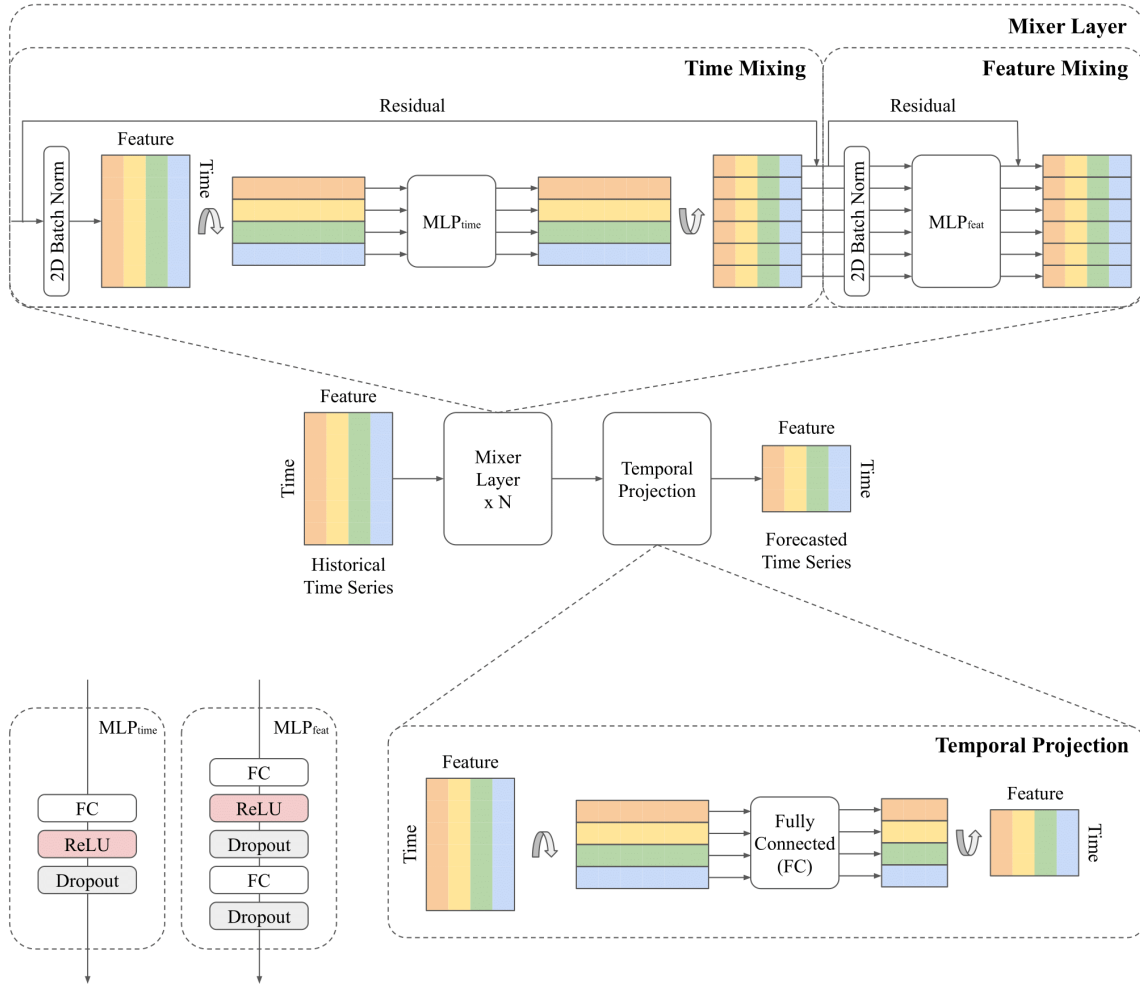 Mixer Layer
Time Mixing
Feature Mixing
Residual
Residual
Feature
Time
2D Batch Norm
MLPtime
2D Batch Norm
MLPfeat
Feature
Time
Mixer
Layer
x N
Temporal
Projection
Feature
Time
Historical
Time Series
Forecasted
Time Series
MLPtime
FC
ReLU
Dropout
MLPfeat
FC
ReLU
Dropout
FC
Dropout
Temporal Projection
Feature
Time
Fully
Connected
(FC)
Feature
Time